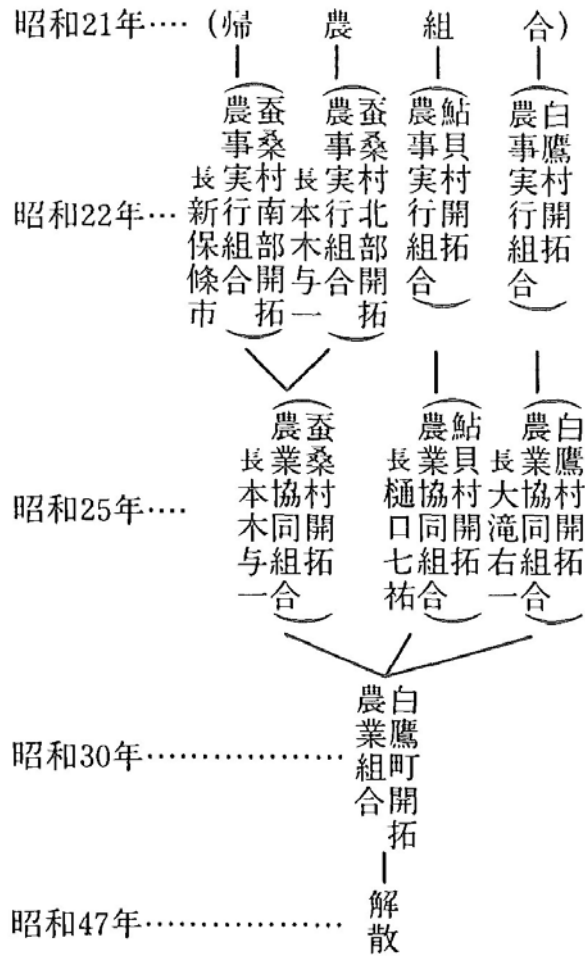 昭和21年‥‥(帰農組合)
昭和22年‥
(白鷹村開拓
農事実行組合)
(鮎貝村開拓
農事実行組合)
(蚕桑村北部開拓
農事実行組合)
長本木与一
(蚕桑村南部開拓
農事実行組合)
長新保條市
昭和25年‥‥
(白鷹村開拓
農業協同組合)
長大滝右一
(鮎貝村開拓
農業協同組合)
長樋口七祐
(蚕桑村開拓
農業協同組合)
長本木与一
昭和30年………………
白鷹町開拓
農業組合
昭和47年………………
解散